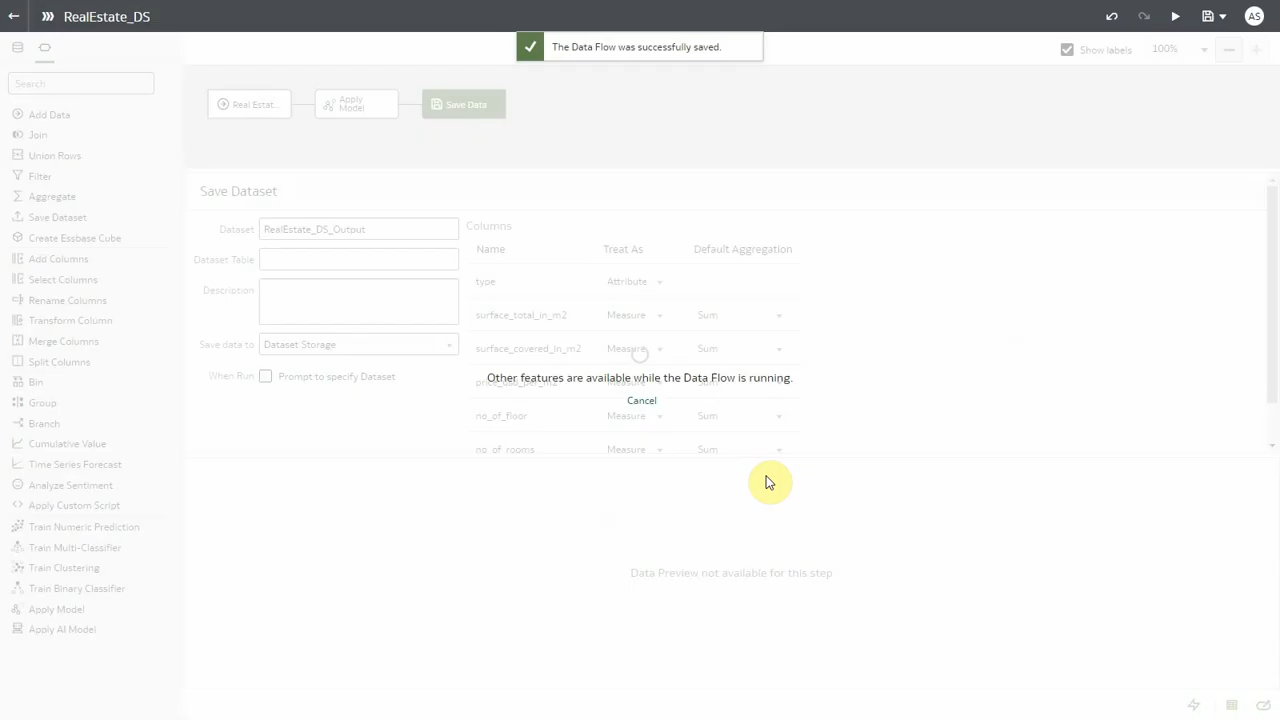 RealEstate_DS
AS
The Data Flow was successfully saved.
Show labels
100%
Search
Real Estat...
Apply
Model
Save Data
Add Data
Join
Union Rows
Filter
Aggregate
Save Dataset
Create Essbase Cube
Add Columns
Select Columns
Rename Columns
Transform Column
Merge Columns
Split Columns
Bin
Group
Branch
Cumulative Value
Time Series Forecast
Analyze Sentiment
Apply Custom Script
Train Numeric Prediction
Train Multi-Classifier
Train Clustering
Train Binary Classifier
Apply Model
Apply AI Model
Save Dataset
Dataset RealEstate_DS_Output
Dataset Table
Description
Save data to Dataset Storage
When Run Prompt to specify Dataset
Columns
Name Treat As Default Aggregation
type Attribute
surface_total_in_m2 Measure Sum
surface_covered_in_m2 Measure Sum
Other features are available while the Data Flow is running.
price_usd_per_m2 Measure Sum
Cancel
no_of_floor Measure Sum
no_of_rooms Measure Sum
Data Preview not available for this step